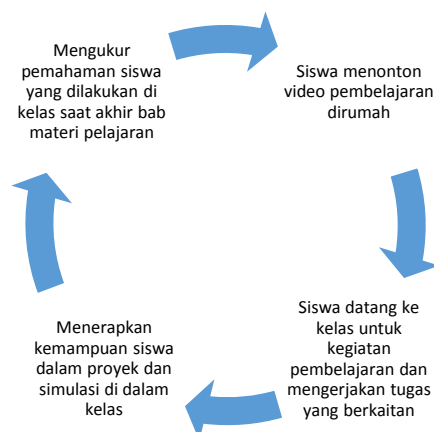 Mengukur
pemahaman siswa
yang dilakukan di
kelas saat akhir bab
materi pelajaran
Siswa menonton
video pembelajaran
dirumah
Siswa datang ke
kelas untuk
kegiatan
pembelajaran dan
mengerjakan tugas
yang berkaitan
Menerapkan
kemampuan siswa
dalam proyek dan
simulasi di dalam
kelas